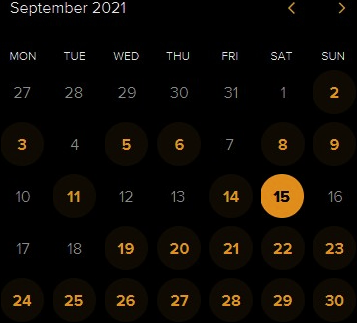 September 2021
MON TUE WED THU FRI SAT SUN
27 28 29 30 31 1 2
3 4 5 6 7 8 9
10 11 12 13 14 15 16
17 18 19 20 21 22 23
24 25 26 27 28 29 30